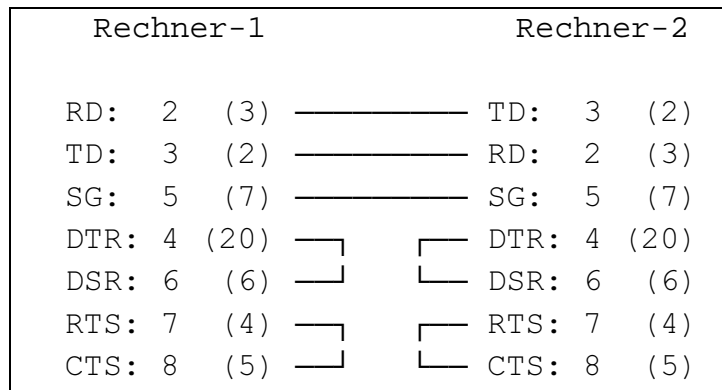 Rechner-1 Rechner-2
RD: 2 (3) TD: 3 (2)
TD: 3 (2) RD: 2 (3)
SG: 5 (7) SG: 5 (7)
DTR: 4 (20) DTR: 4 (20)
DSR: 6 (6) DSR: 6 (6)
RTS: 7 (4) RTS: 7 (4)
CTS: 8 (5) CTS: 8 (5)